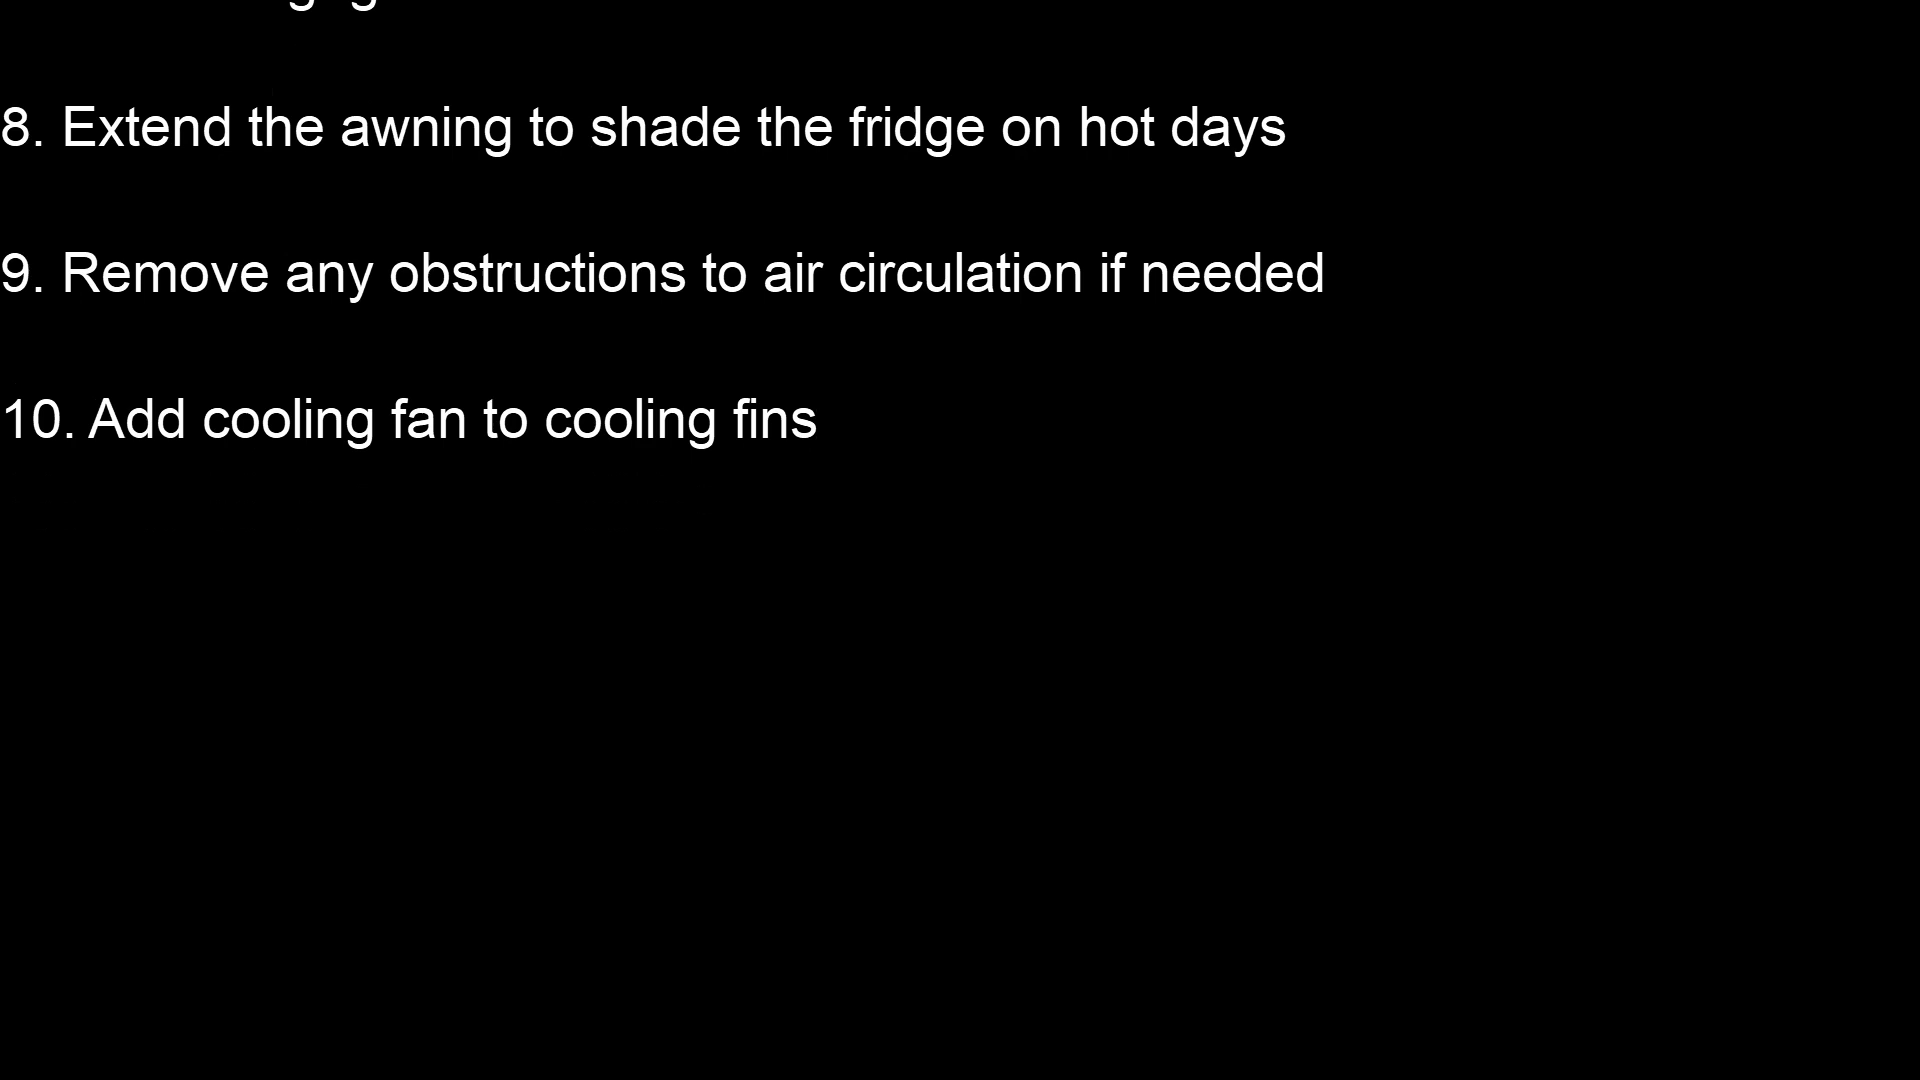 8. Extend the awning to shade the fridge on hot days
9. Remove any obstructions to air circulation if needed
10. Add cooling fan to cooling fins